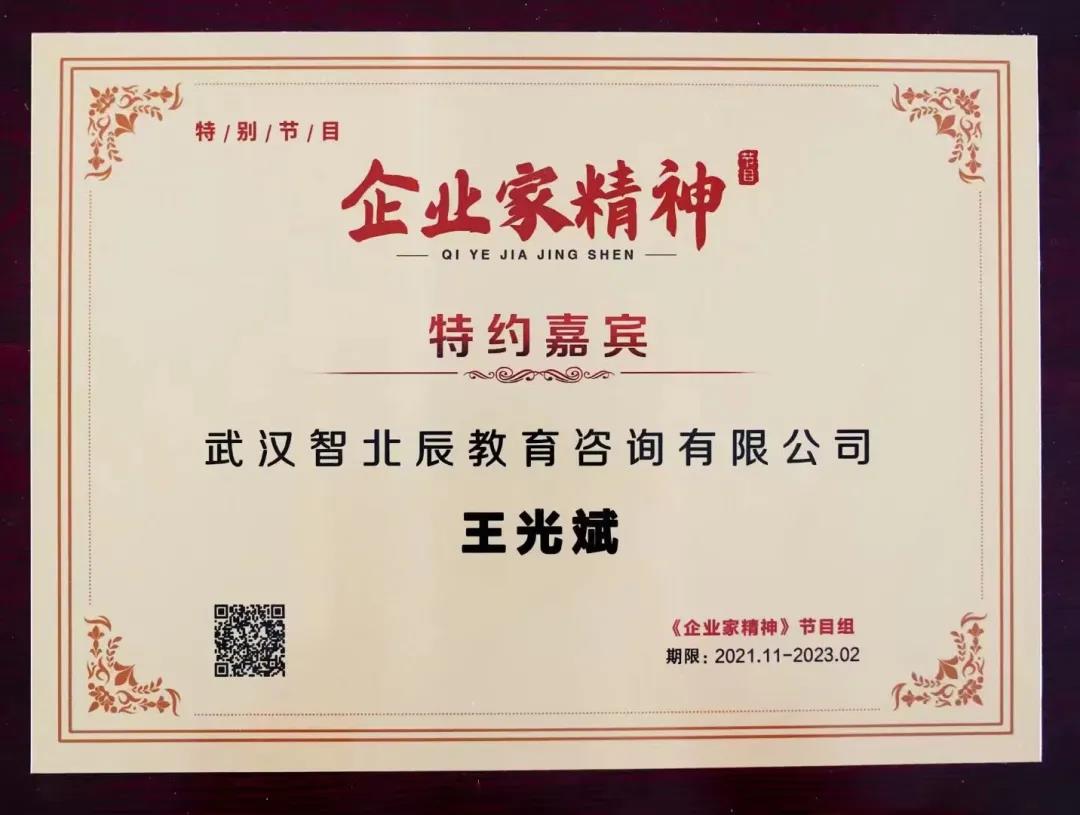 特/别/节/目
企业家精神
节目
QI YE JIA JING SHEN
特约嘉宾
武汉智北辰教育咨询有限公司
王光斌
《企业家精神》节目组
期限：2021.11-2023.02